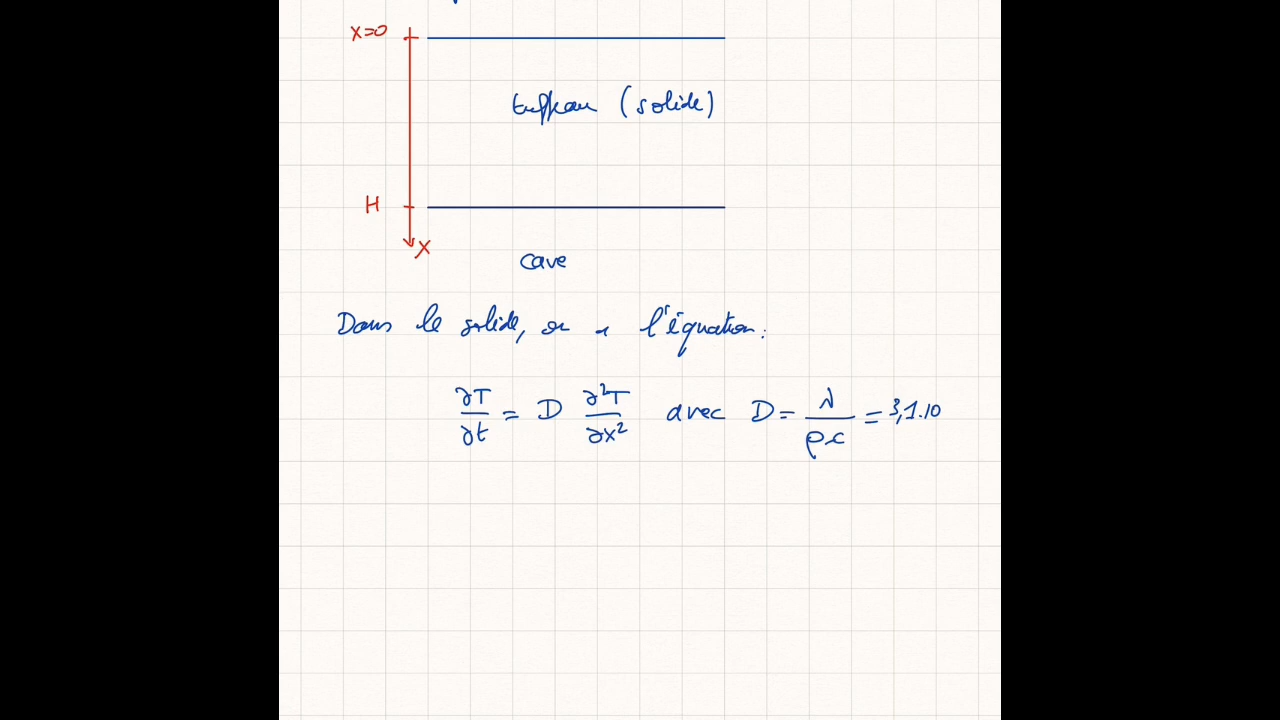 x=0
tuffeau (solide)
H
x
cave
Dans le solide, on a l'équation:
∂T/∂t = D ∂²T/∂x² avec D = λ/ρc = 3,1.10